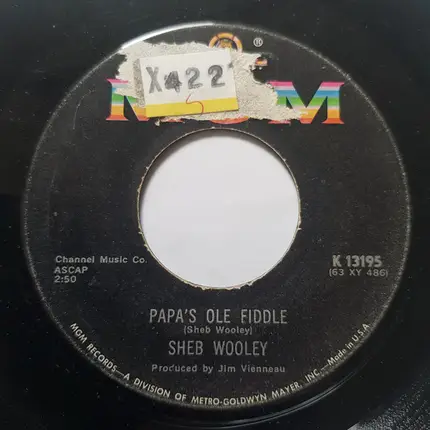 ®
X422
5
M M
Channel Music Co.
ASCAP
2:50
K 13195
(63 XY 486)
PAPA'S OLE FIDDLE
(Sheb Wooley)
SHEB WOOLEY
Produced by Jim Vienneau
MGM RECORDS—A DIVISION OF METRO-GOLDWYN MAYER, INC.—Made in U.S.A.